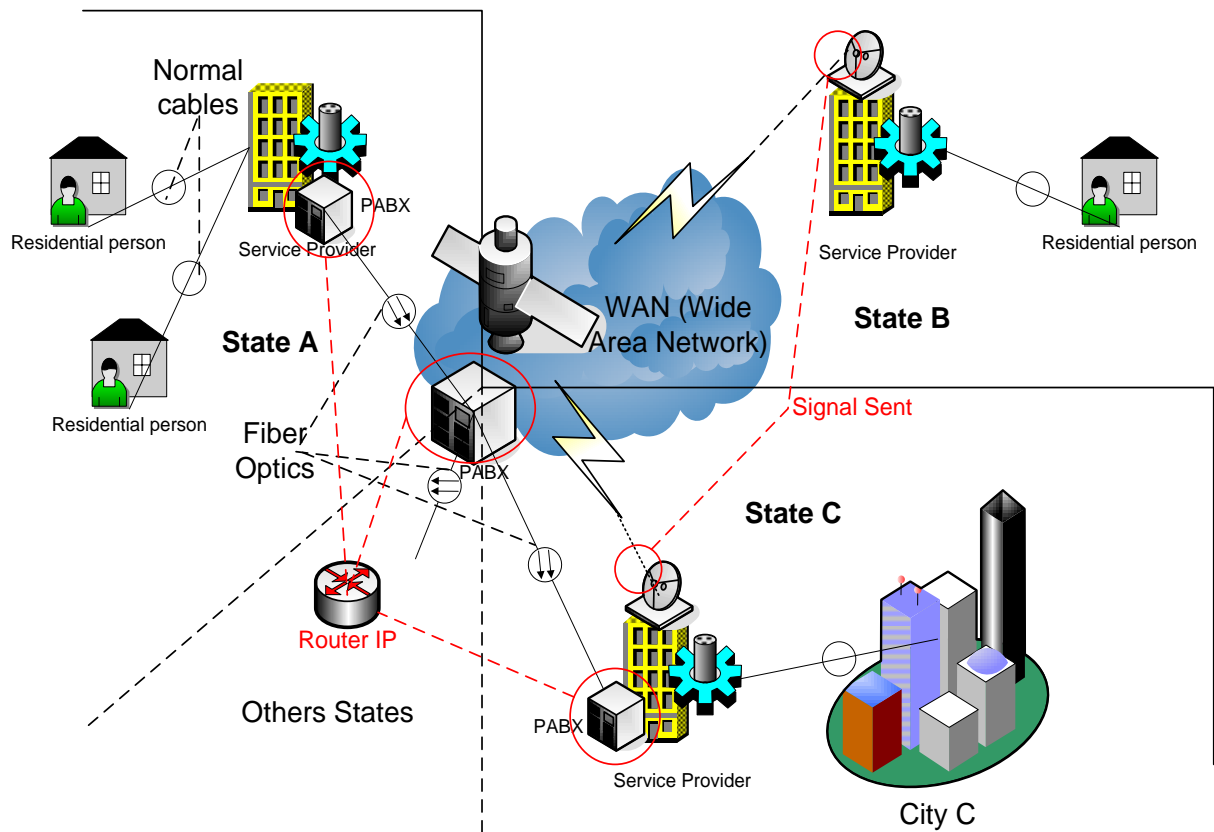 Normal
cables
PABX
Residential person
Service Provider
Service Provider
Residential person
WAN (Wide
Area Network)
State B
State A
Residential person
Signal Sent
Fiber
Optics
PABX
State C
Router IP
Others States
PABX
Service Provider
City C